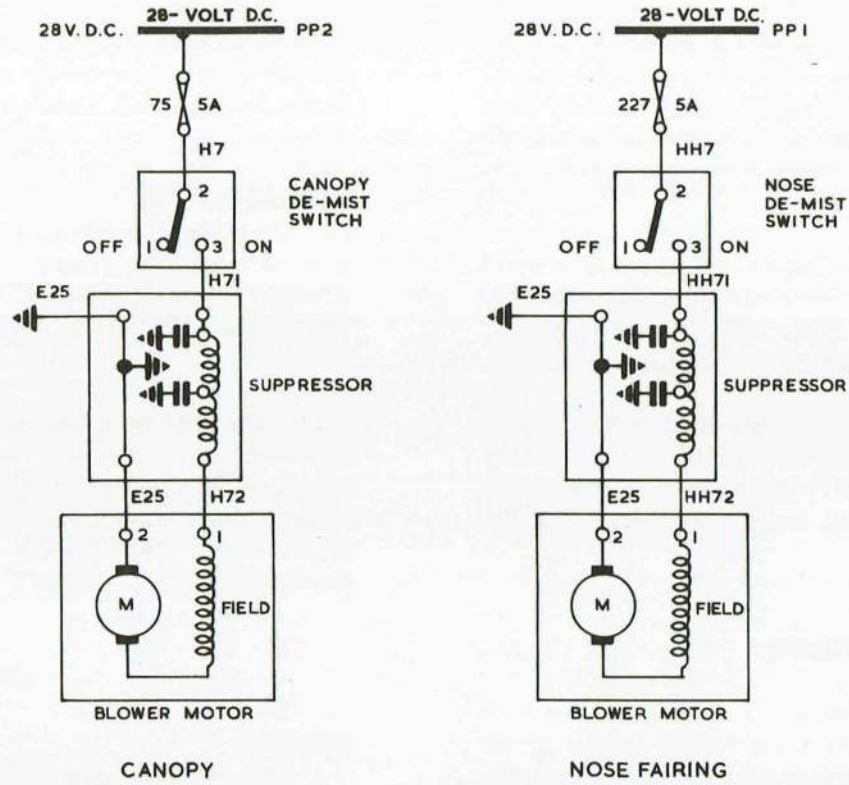 28-VOLT D.C.
28V. D.C. PP2
75 5A
H7
2
CANOPY
DE-MIST
SWITCH
OFF 1 3 ON
H71
E25
SUPPRESSOR
E25 H72
2 1
M FIELD
BLOWER MOTOR
CANOPY
28-VOLT D.C.
28V. D.C. PP1
227 5A
HH7
2
NOSE
DE-MIST
SWITCH
OFF 1 3 ON
HH71
E25
SUPPRESSOR
E25 HH72
2 1
M FIELD
BLOWER MOTOR
NOSE FAIRING